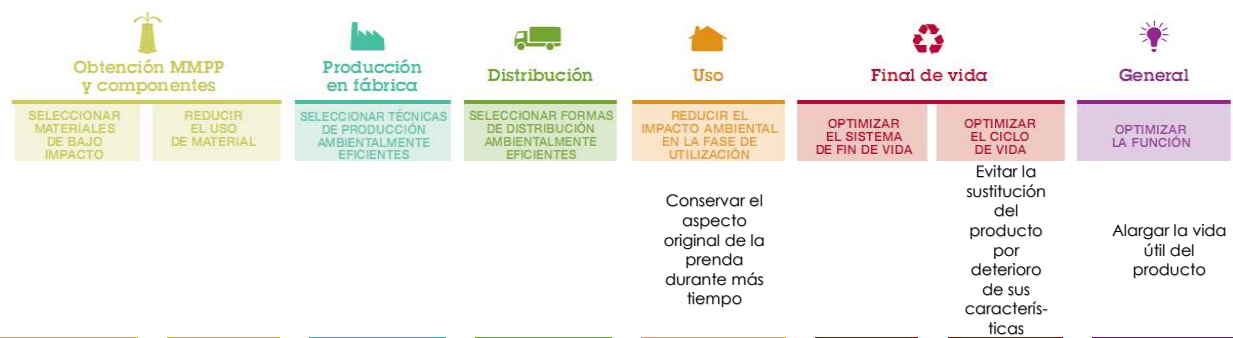 Obtención MMPP
y componentes
Producción
en fábrica
Distribución
Uso
Final de vida
General
SELECCIONAR
MATERIALES
DE BAJO
IMPACTO
REDUCIR
EL USO
DE MATERIAL
SELECCIONAR TÉCNICAS
DE PRODUCCIÓN
AMBIENTALMENTE
EFICIENTES
SELECCIONAR FORMAS
DE DISTRIBUCIÓN
AMBIENTALMENTE
EFICIENTES
REDUCIR EL
IMPACTO AMBIENTAL
EN LA FASE DE
UTILIZACIÓN
OPTIMIZAR
EL SISTEMA
DE FIN DE VIDA
OPTIMIZAR
EL CICLO
DE VIDA
OPTIMIZAR
LA FUNCIÓN
Conservar el
aspecto
original de la
prenda
durante más
tiempo
Evitar la
sustitución
del
producto
por
deterioro
de sus
caracterís-
ticas
Alargar la vida
útil del
producto